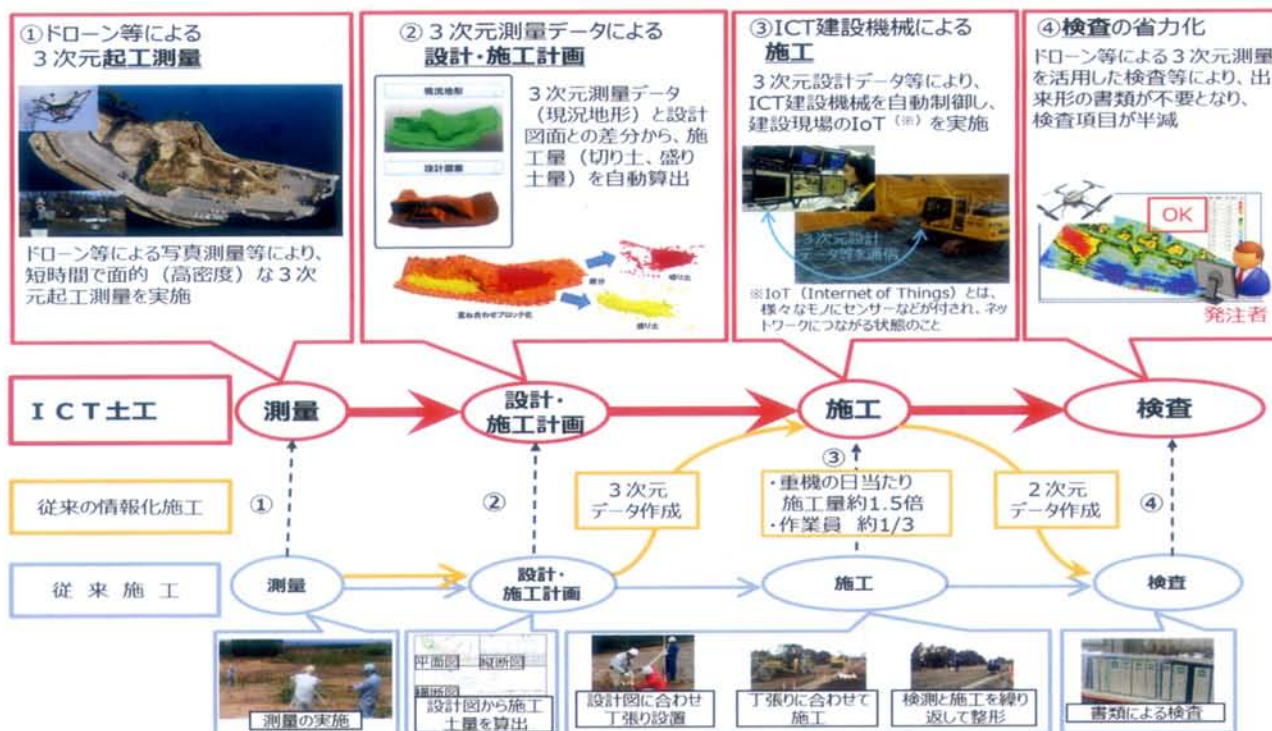 ①ドローン等による
3次元起工測量
ドローン等による写真測量等により、
短時間で面的（高密度）な3次
元起工測量を実施
②３次元測量データによる
設計・施工計画
現況地形
設計図面
3次元測量データ
（現況地形）と設計
図面との差分から、施
工量（切り土、盛り
土量）を自動算出
差分
切り土
重ね合わせブロック化
盛り土
③ICT建設機械による
施工
3次元設計データ等により、
ICT建設機械を自動制御し、
建設現場のIoT（※）を実施
3次元設計
データ等を通信
※IoT（Internet of Things）とは、
様々なモノにセンサーなどが付され、ネッ
トワークにつながる状態のこと
④検査の省力化
ドローン等による3次元測量
を活用した検査等により、出
来形の書類が不要となり、
検査項目が半減
OK
発注者
ＩＣＴ土工
測量
設計・
施工計画
施工
検査
従来の情報化施工
①
②
3次元
データ作成
③
・重機の日当たり
施工量約1.5倍
・作業員 約1/3
2次元
データ作成
④
従来施工
測量
設計・
施工計画
施工
検査
測量の実施
平面図
縦断図
横断図
設計図から施工
土量を算出
設計図に合わせ
丁張り設置
丁張りに合わせて
施工
検測と施工を繰り
返して整形
書類による検査